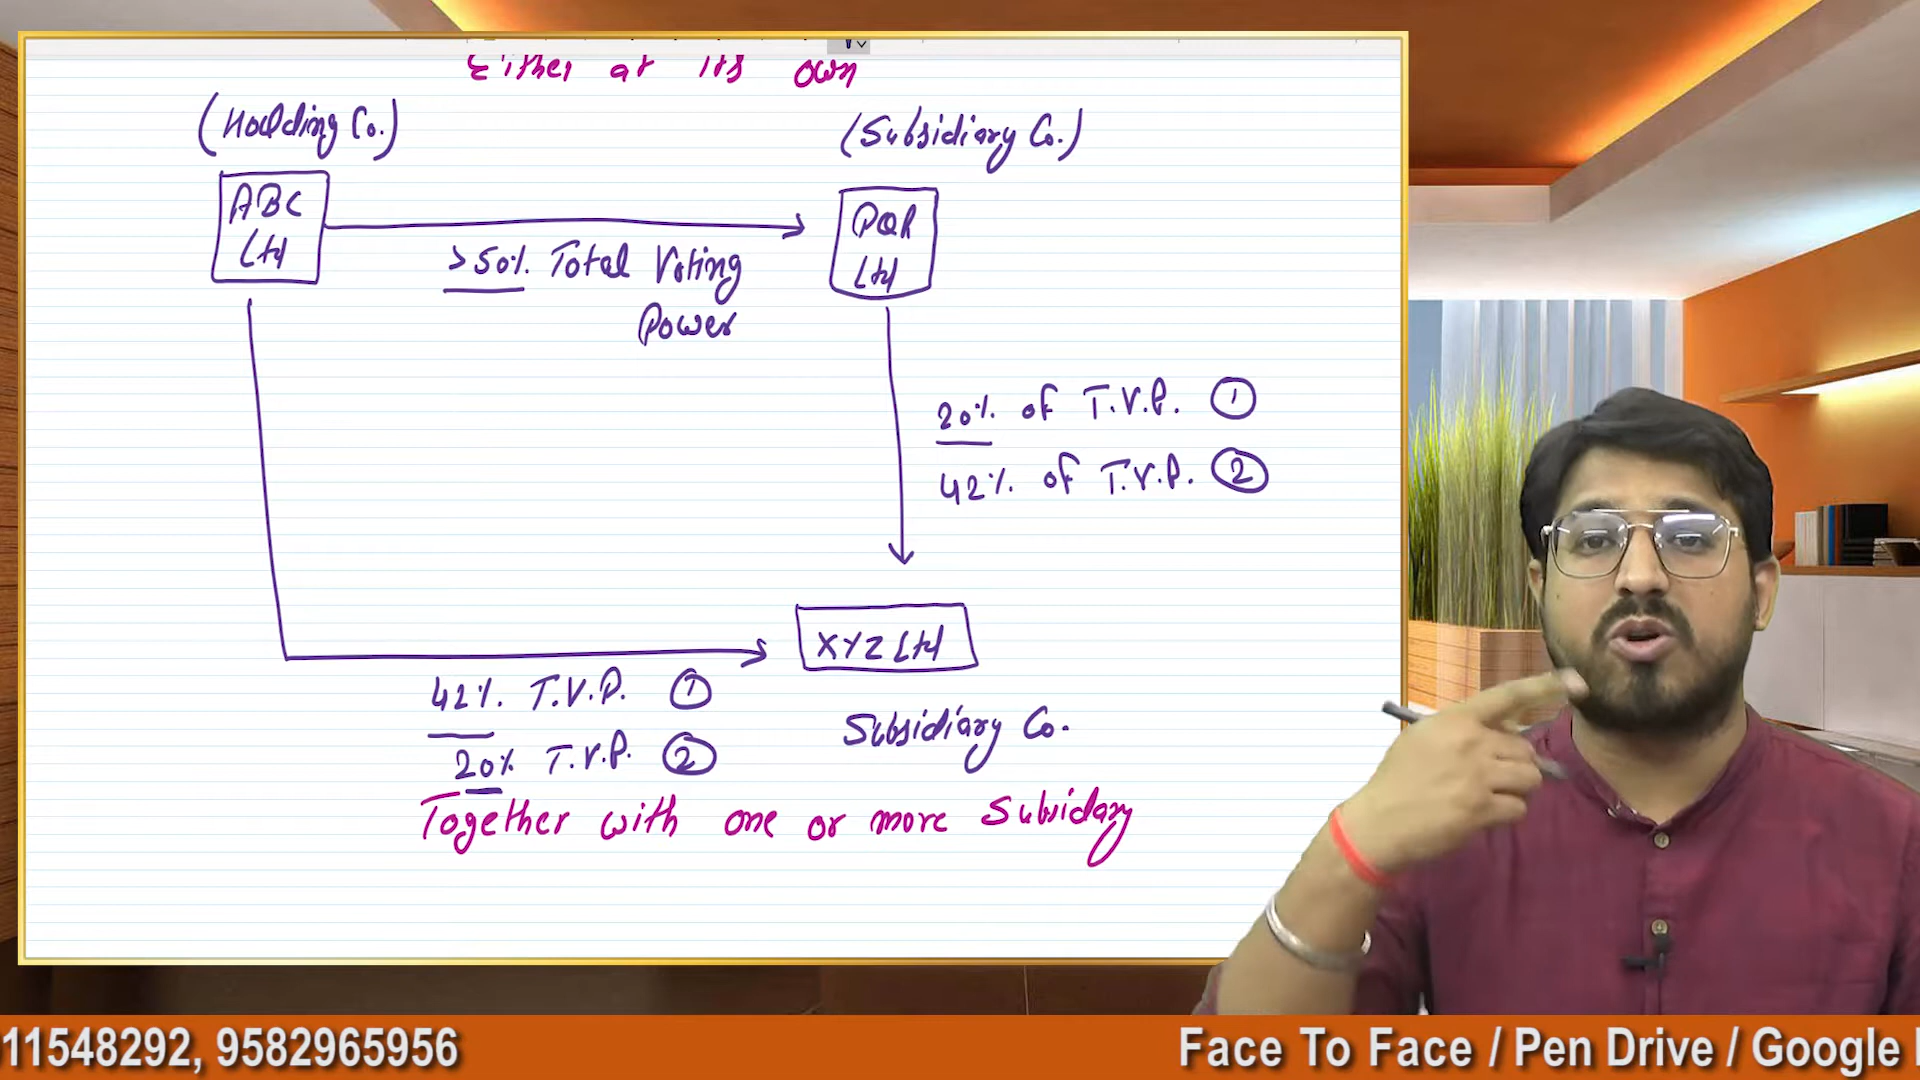 Either at its own
(Holding Co.)
(Subsidiary Co.)
ABC
Ltd
PQR
Ltd
>50% Total Voting
Power
20% of T.V.P. 1
42% of T.V.P. 2
XYZ Ltd
42% T.V.P. 1
20% T.V.P. 2
Subsidiary Co.
Together with one or more Subsidary
11548292, 9582965956
Face To Face / Pen Drive / Google